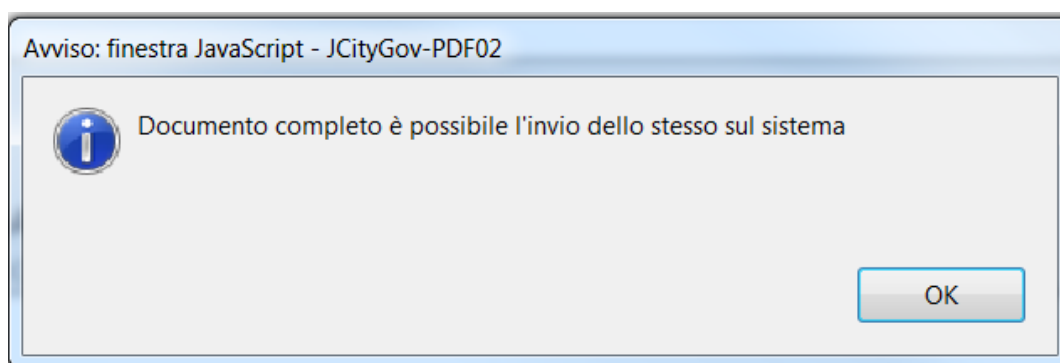 Avviso: finestra JavaScript - JCityGov-PDF02
Documento completo è possibile l'invio dello stesso sul sistema
OK